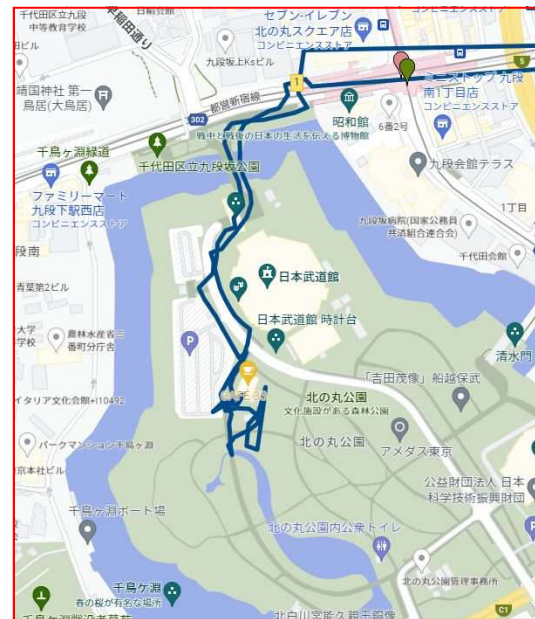 日輪寺
中等教育学校
早稲田通り
セブン-イレブン
北の丸スクエア店
コンビニエンスストア
九段坂上KSビル
靖国神社 第一
鳥居(大鳥居)
302
都営新宿線
1
昭和館
戦中と戦後の日本の生活を伝える博物館
ミニストップ 九段
南1丁目店
コンビニエンスストア
5
6番2号
九段会館テラス
千鳥ヶ淵緑道
千代田区立九段坂公園
ファミリーマート
九段下駅西店
コンビニエンスストア
九段坂病院(国家公務員
共済組合連合会)
1丁目
千代田会館
段南
青葉第2ビル
日本武道館
大学
学校
農林水産省三
番町分庁舎
P
日本武道館 時計台
清水門
イタリア文化会館+I10492
北の丸公園
文化施設がある森林公園
「吉田茂像」船越保武
パークマンション千鳥ヶ淵
京本社ビル
北の丸公園
アメダス東京
公益財団法人 日本
科学技術振興財団
千鳥ヶ淵ボート場
北の丸公園内公衆トイレ
北の丸公園管理事務所
千鳥ヶ淵
春の桜が有名な場所
北白川宮能久親王銅像
C1